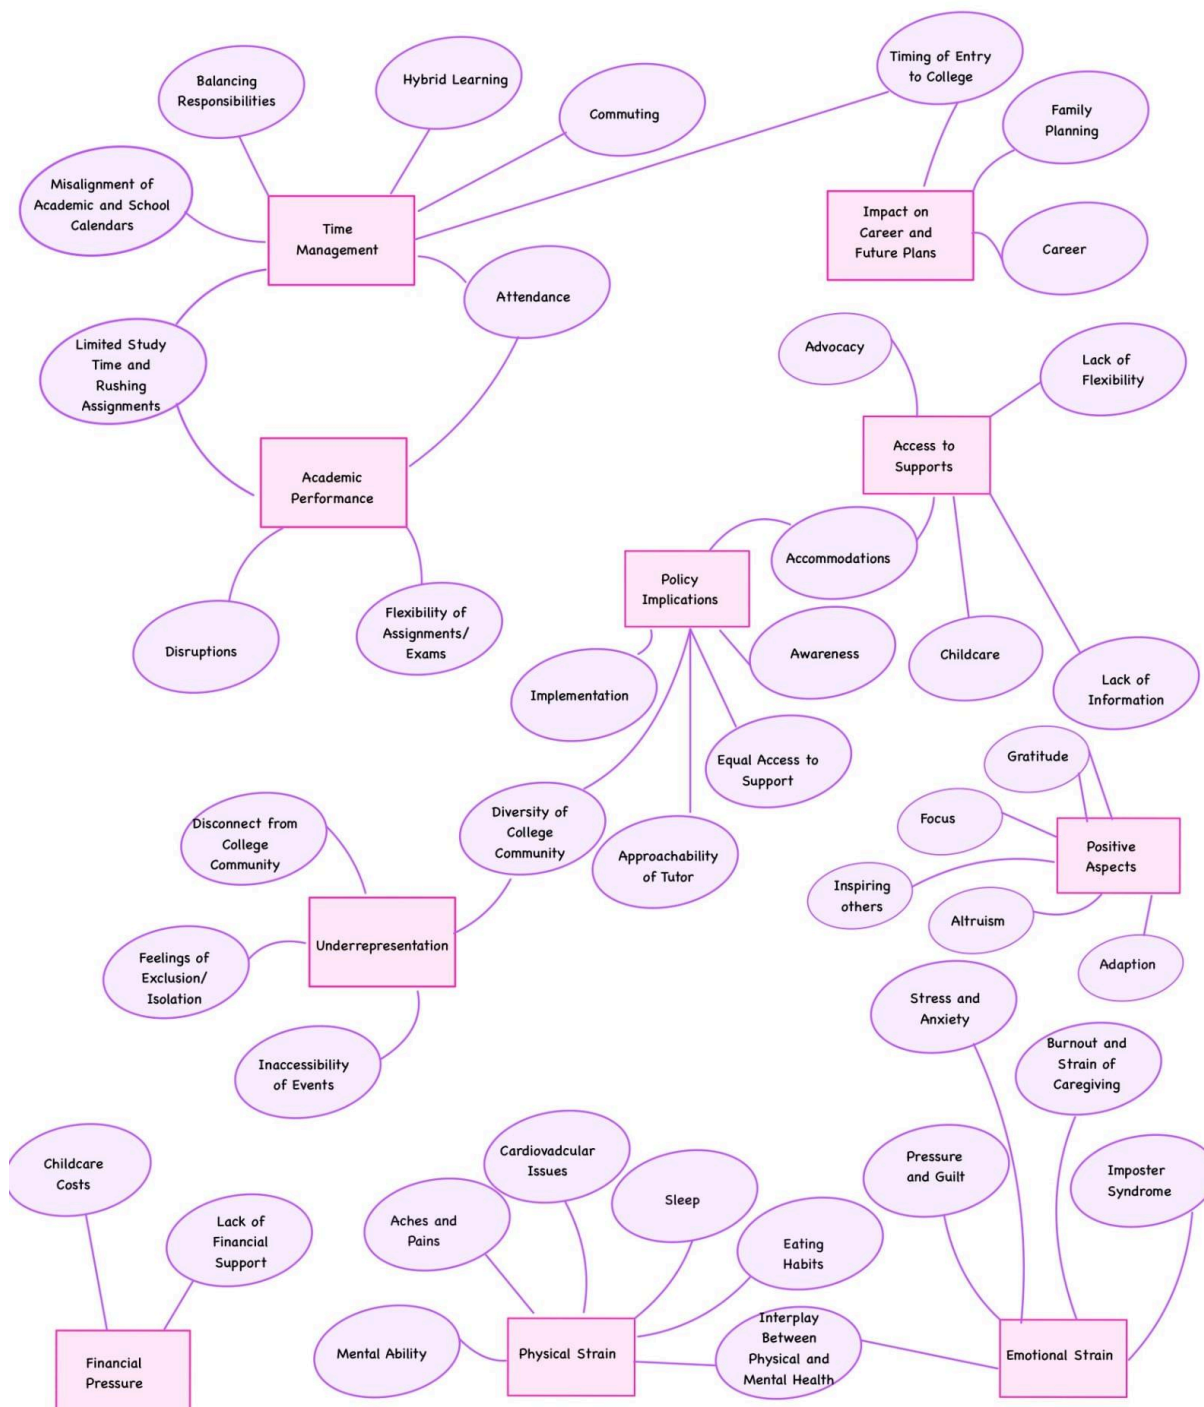 Timing of Entry
to College
Balancing
Responsibilities
Hybrid Learning
Commuting
Family
Planning
Misalignment of
Academic and School
Calendars
Time
Management
Impact on
Career and
Future Plans
Career
Attendance
Limited Study
Time and
Rushing
Assignments
Advocacy
Lack of
Flexibility
Access to
Supports
Academic
Performance
Accommodations
Policy
Implications
Flexibility of
Assignments/
Exams
Disruptions
Awareness
Childcare
Implementation
Lack of
Information
Equal Access to
Support
Gratitude
Disconnect from
College
Community
Diversity of
College
Community
Focus
Approachability
of Tutor
Positive
Aspects
Inspiring
others
Altruism
Underrepresentation
Adaption
Feelings of
Exclusion/
Isolation
Stress and
Anxiety
Inaccessibility
of Events
Burnout and
Strain of
Caregiving
Childcare
Costs
Cardiovadcular
Issues
Pressure
and Guilt
Imposter
Syndrome
Sleep
Lack of
Financial
Support
Aches and
Pains
Eating
Habits
Interplay
Between
Physical and
Mental Health
Mental Ability
Physical Strain
Emotional Strain
Financial
Pressure